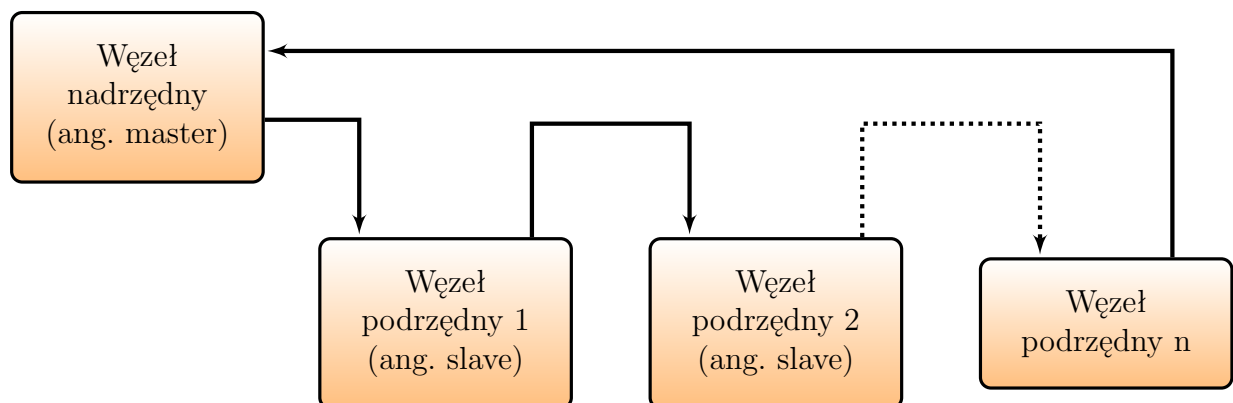 Węzeł
nadrzędny
(ang. master)
Węzeł
podrzędny 1
(ang. slave)
Węzeł
podrzędny 2
(ang. slave)
Węzeł
podrzędny n